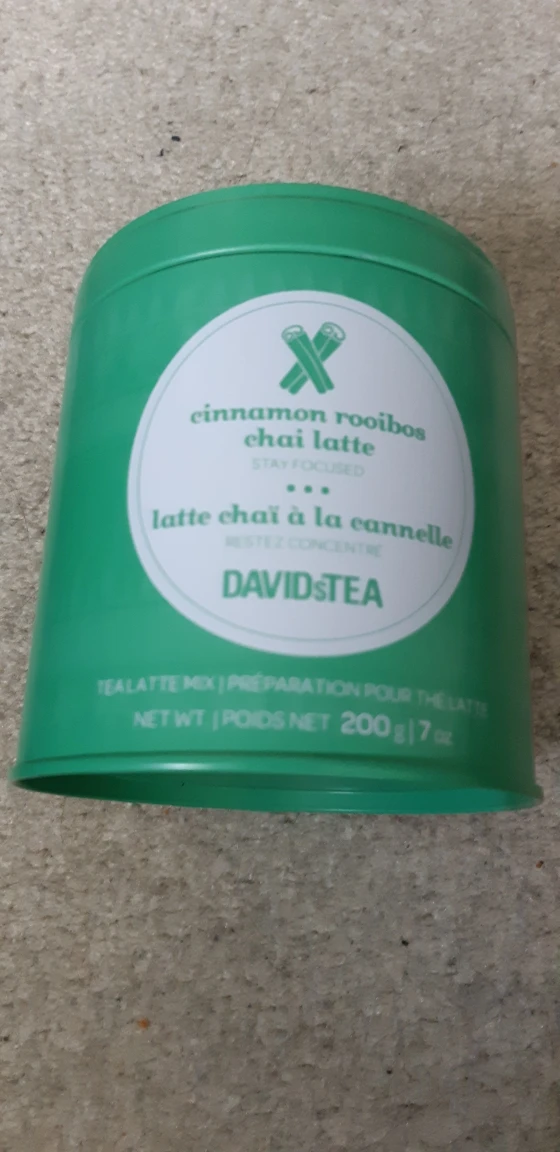 cinnamon rooibos
chai latte
STAY FOCUSED
latte chaï à la cannelle
RESTEZ CONCENTRÉ
DAVIDsTEA
TEA LATTE MIX | PRÉPARATION POUR THÉ LATTE
NET WT | POIDS NET 200 g | 7 oz